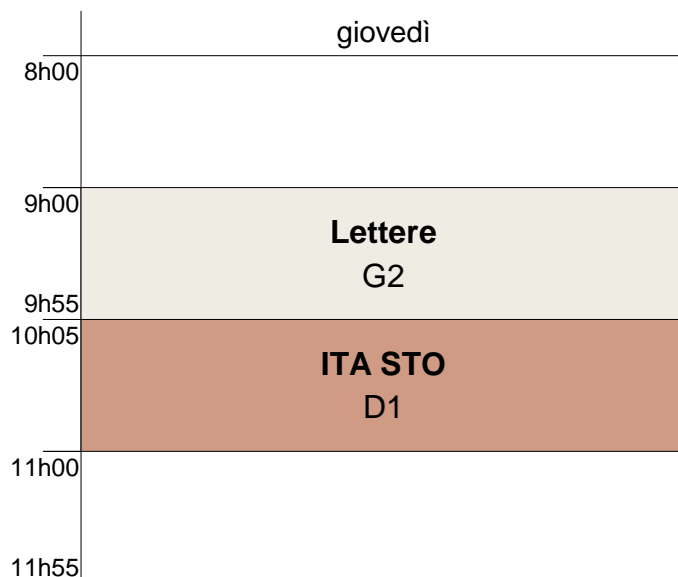 giovedì
8h00
9h00
Lettere
G2
9h55
10h05
ITA STO
D1
11h00
11h55